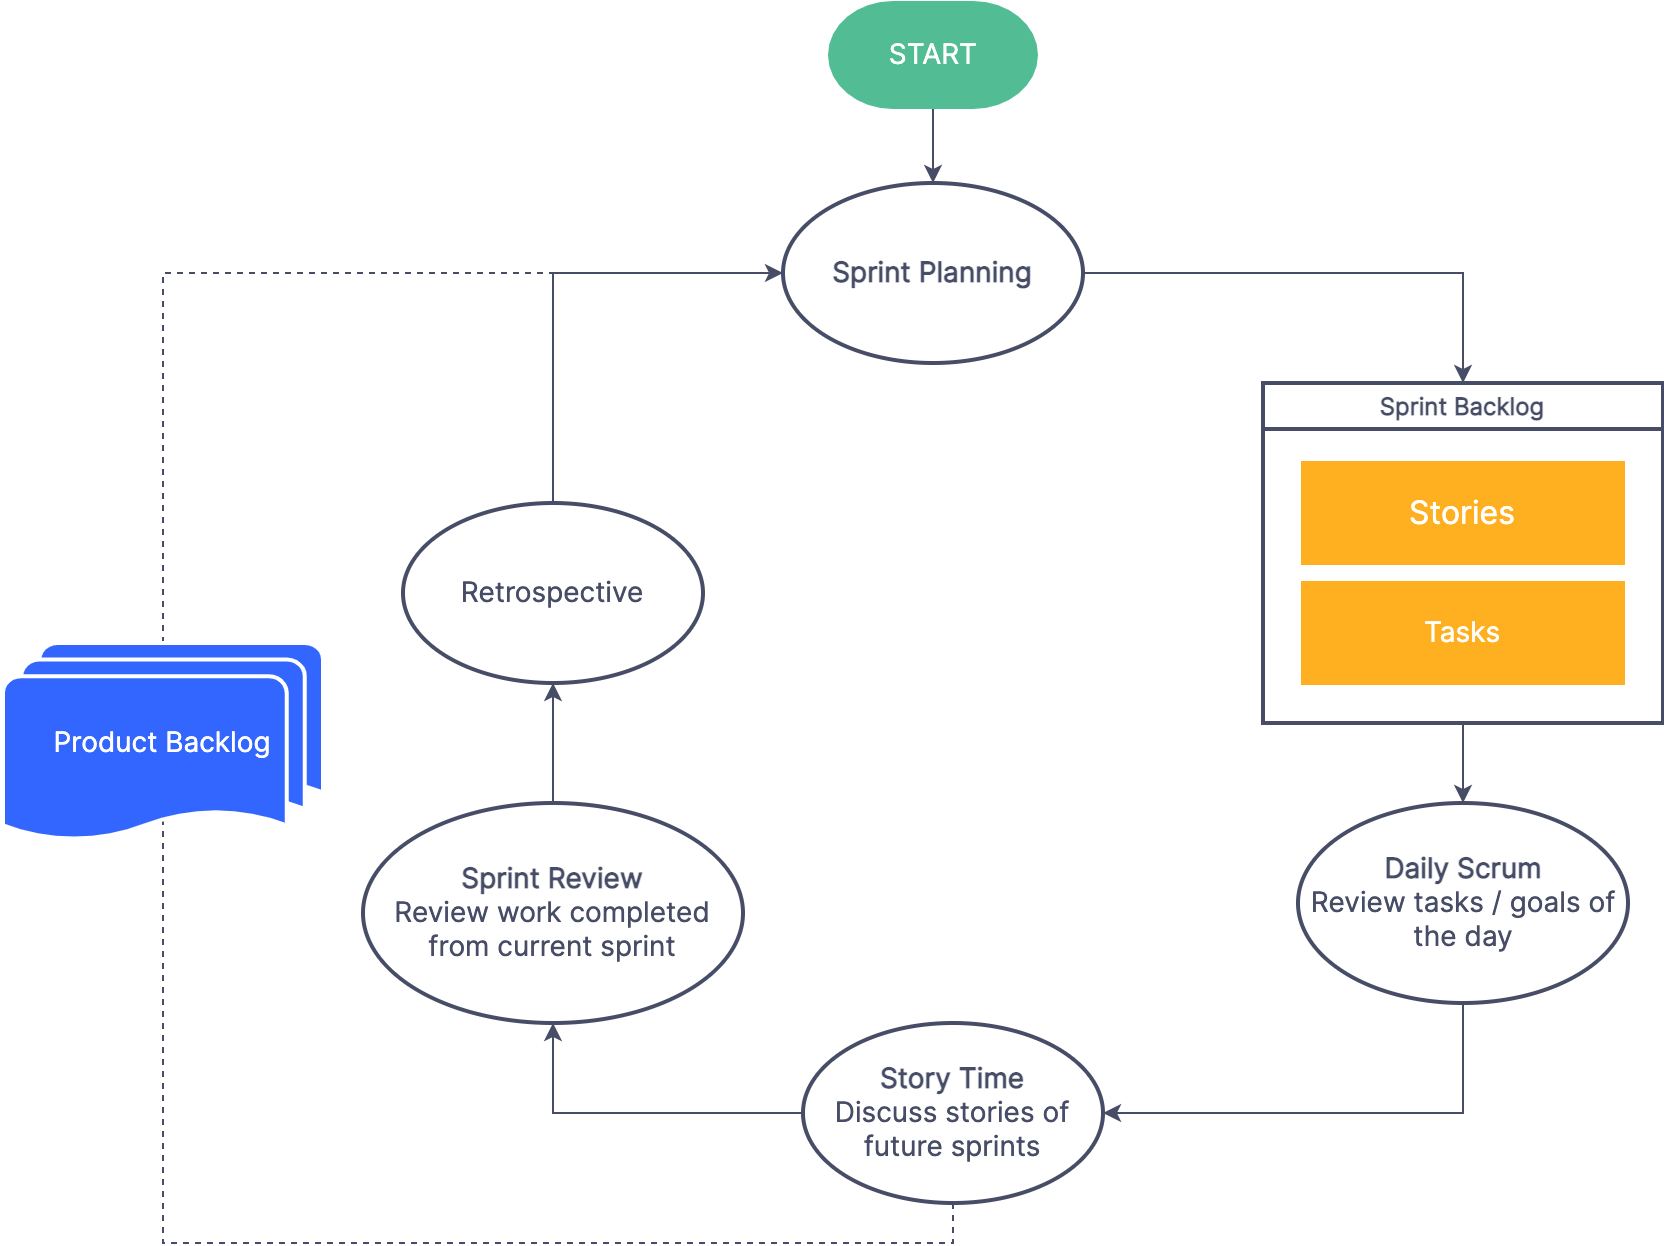 START
Sprint Planning
Sprint Backlog
Stories
Tasks
Retrospective
Product Backlog
Sprint Review
Review work completed
from current sprint
Daily Scrum
Review tasks / goals of
the day
Story Time
Discuss stories of
future sprints